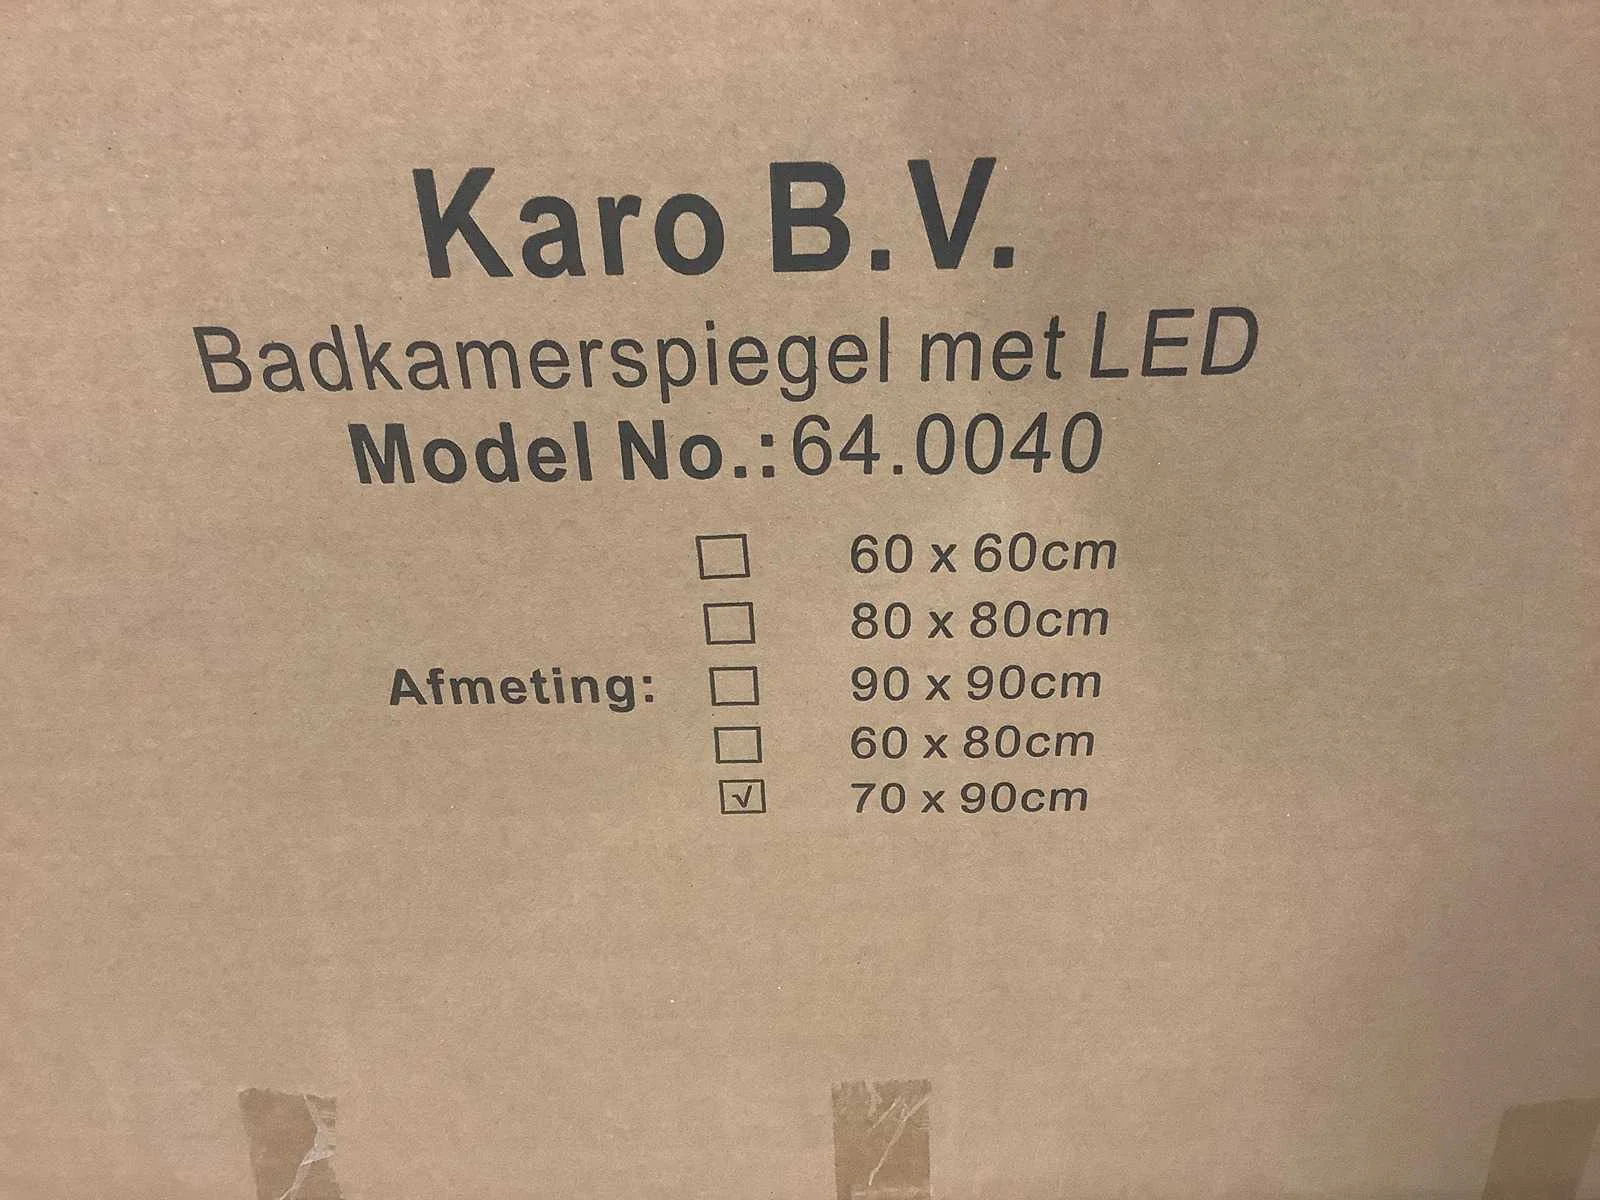 Karo B.V.
Badkamerspiegel met LED
Model No.:64.0040
60 x 60cm
80 x 80cm
Afmeting: 90 x 90cm
60 x 80cm
√ 70 x 90cm